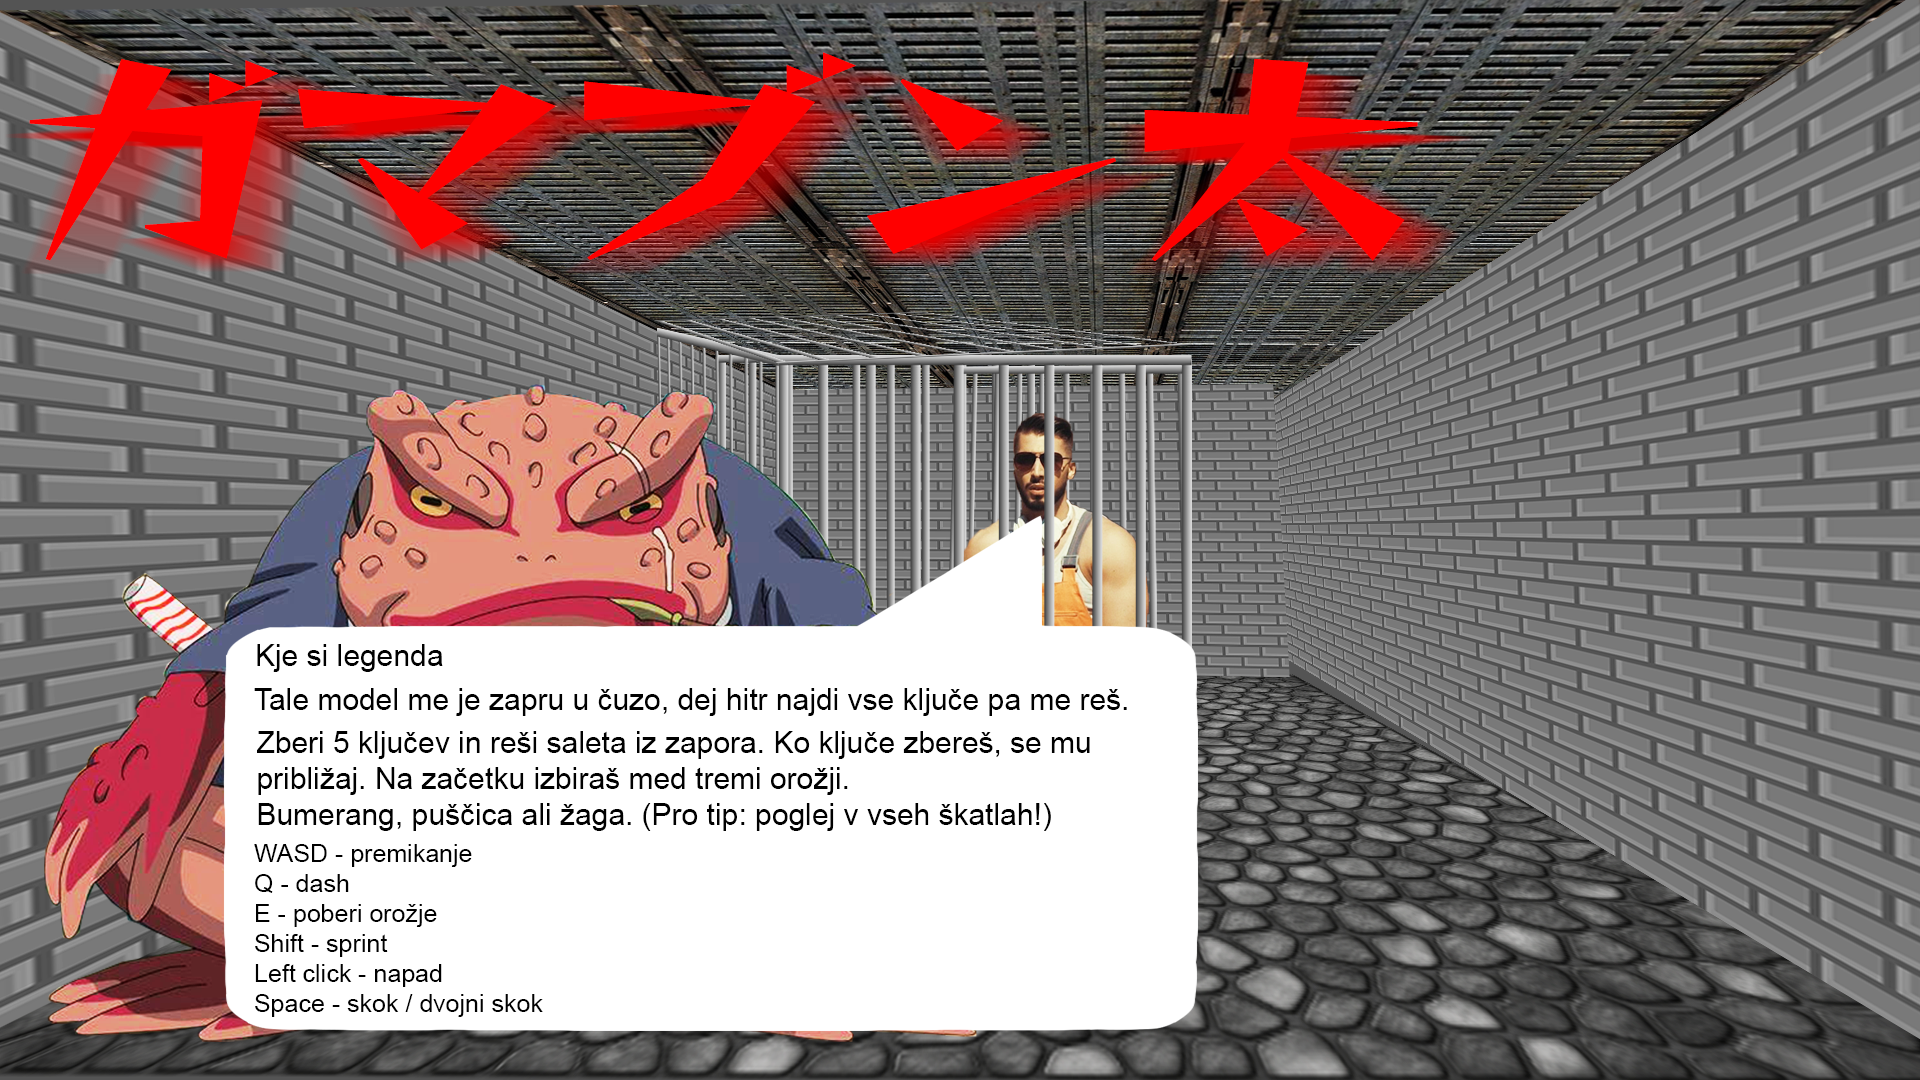 ガマブン太
Kje si legenda
Tale model me je zapru u čuzo, dej hitr najdi vse ključe pa me reš.
Zberi 5 ključev in reši saleta iz zapora. Ko ključe zbereš, se mu
približaj. Na začetku izbiraš med tremi orožji.
Bumerang, puščica ali žaga. (Pro tip: poglej v vseh škatlah!)
WASD - premikanje
Q - dash
E - poberi orožje
Shift - sprint
Left click - napad
Space - skok / dvojni skok